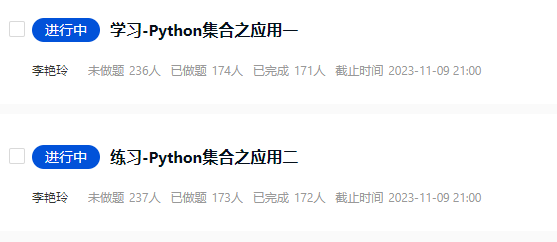 进行中 学习-Python集合之应用一
李艳玲 未做题 236人 已做题 174人 已完成 171人 截止时间 2023-11-09 21:00
进行中 练习-Python集合之应用二
李艳玲 未做题 237人 已做题 173人 已完成 172人 截止时间 2023-11-09 21:00